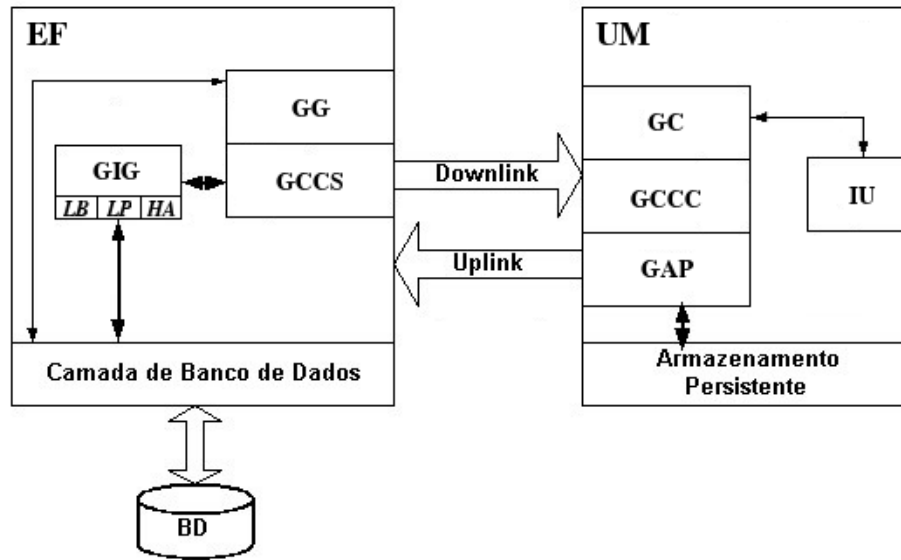 EF
GG
GIG
GCCS
LB LP HA
Camada de Banco de Dados
BD
Downlink
Uplink
UM
GC
GCCC
IU
GAP
Armazenamento
Persistente